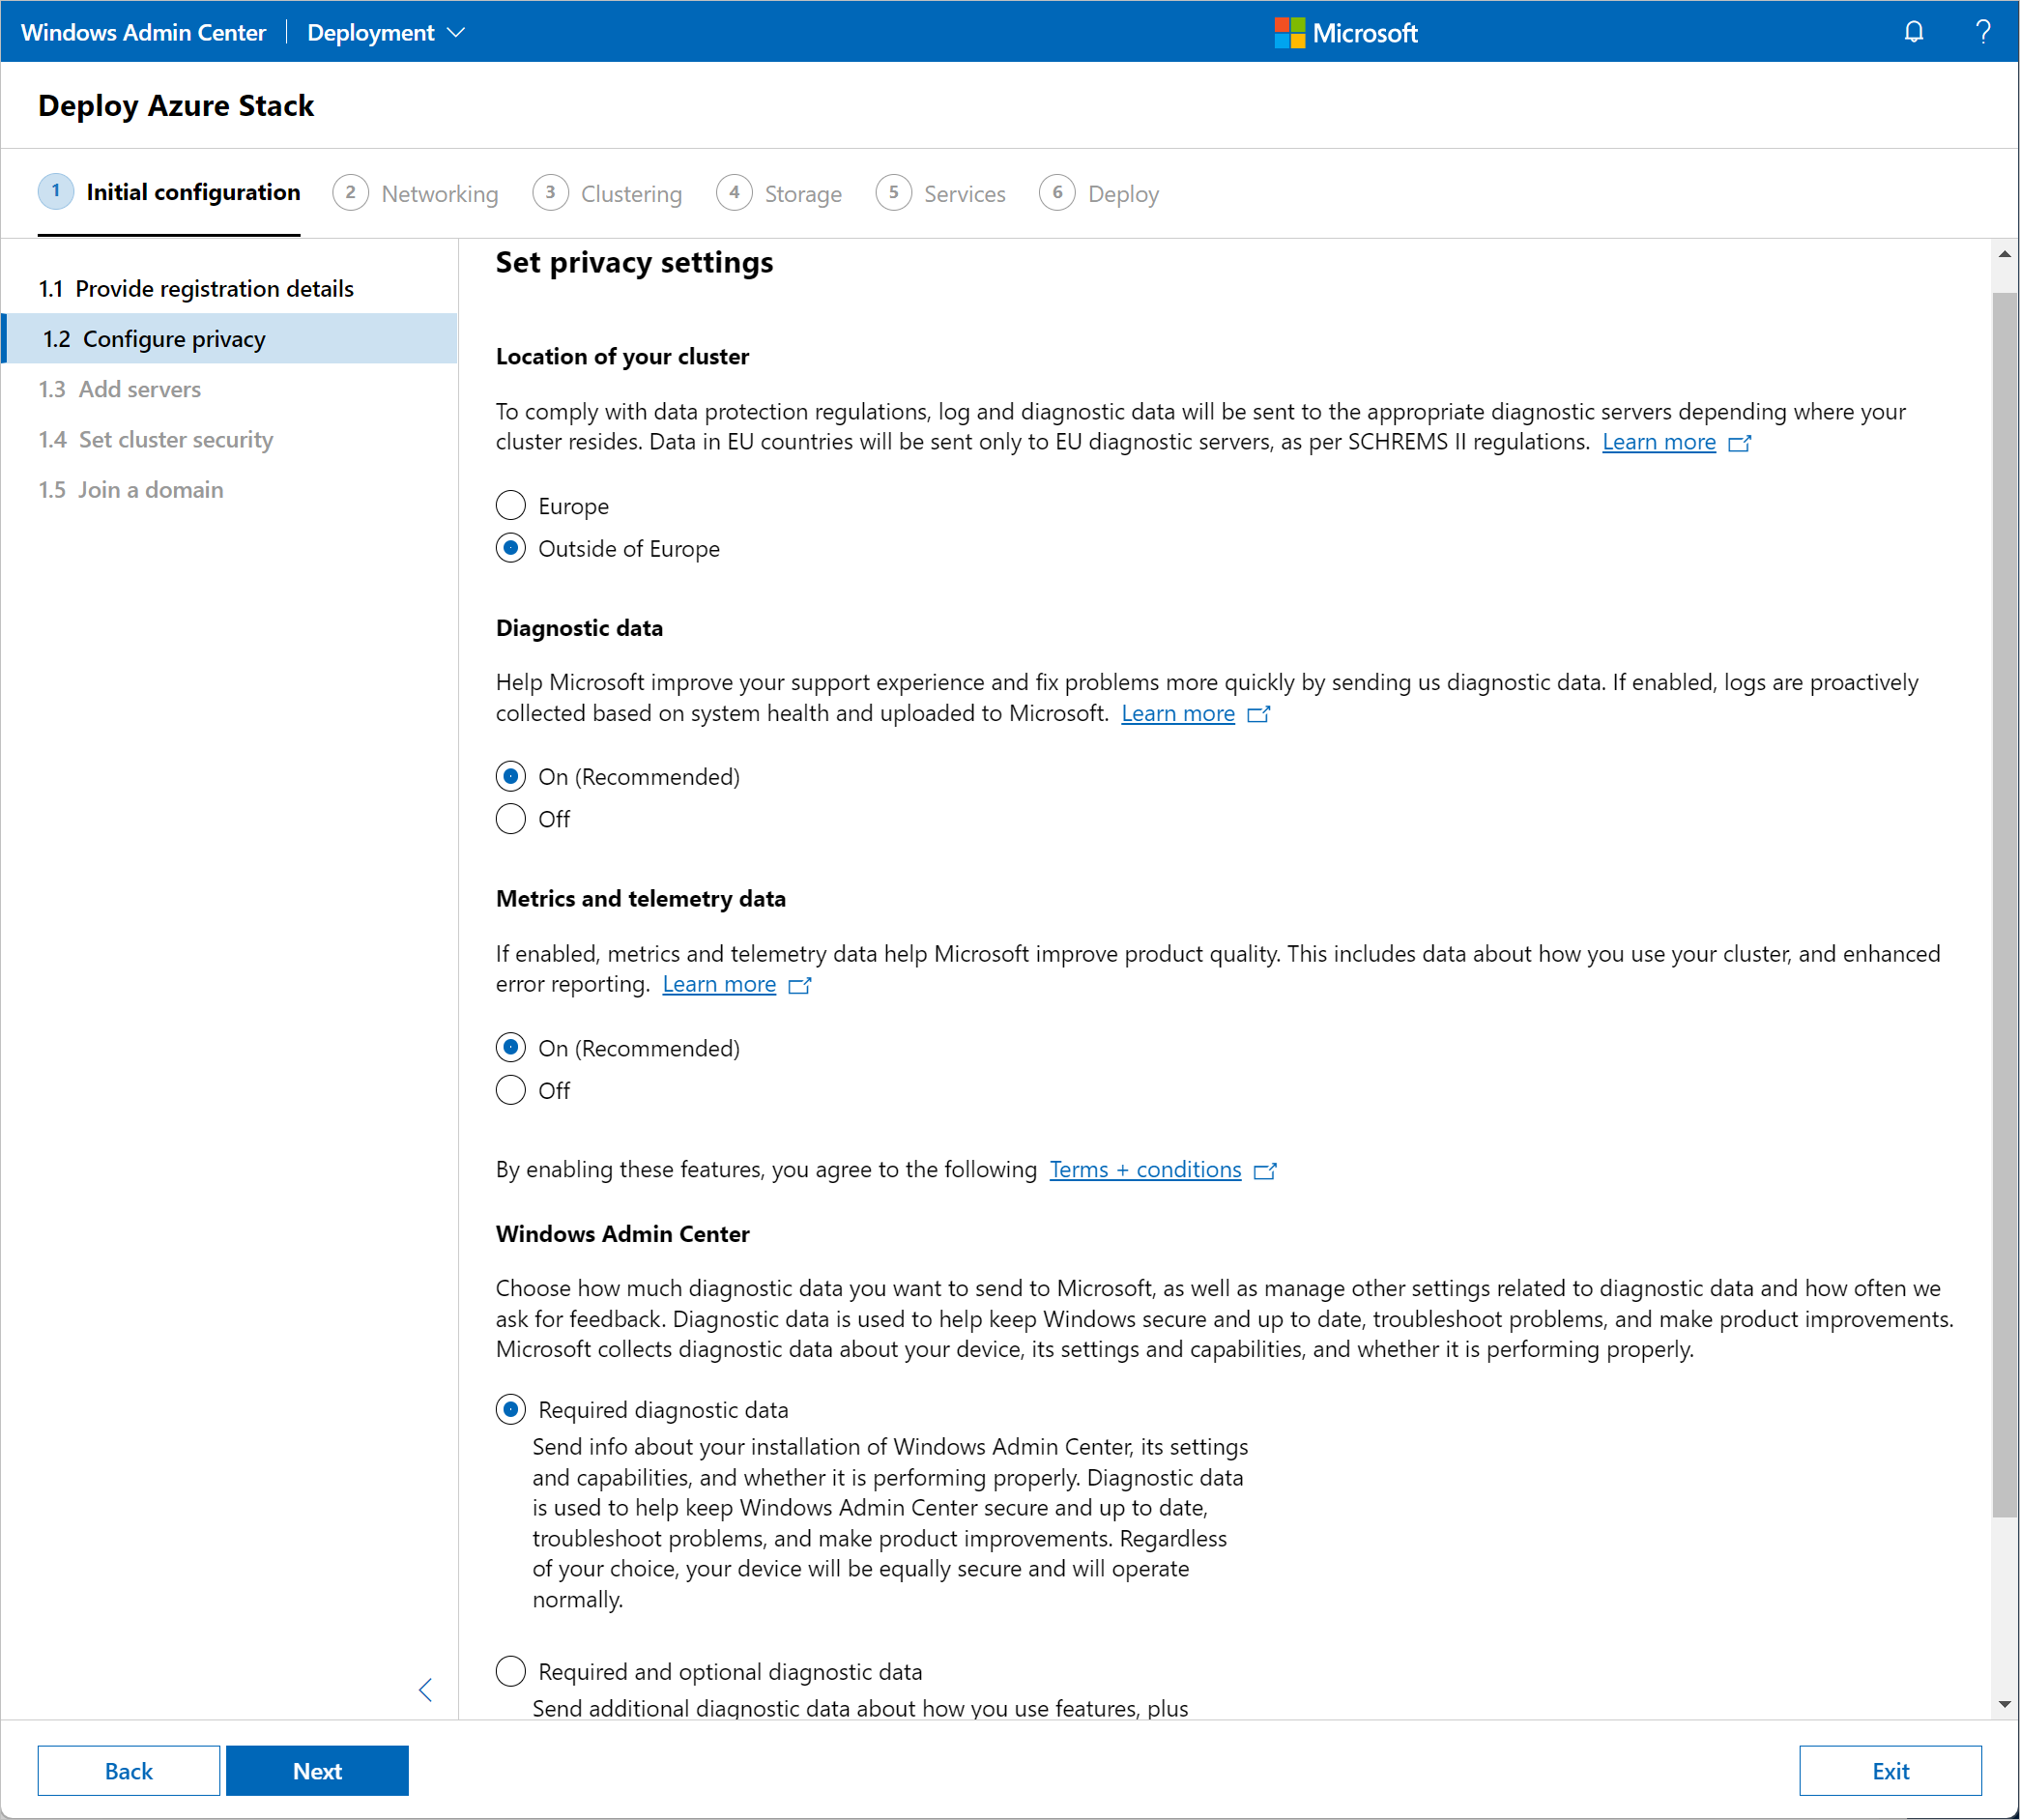 Windows Admin Center | Deployment
Microsoft
?
Deploy Azure Stack
1 Initial configuration
2 Networking
3 Clustering
4 Storage
5 Services
6 Deploy
1.1 Provide registration details
1.2 Configure privacy
1.3 Add servers
1.4 Set cluster security
1.5 Join a domain
Set privacy settings
Location of your cluster
To comply with data protection regulations, log and diagnostic data will be sent to the appropriate diagnostic servers depending where your
cluster resides. Data in EU countries will be sent only to EU diagnostic servers, as per SCHREMS II regulations. Learn more
Europe
Outside of Europe
Diagnostic data
Help Microsoft improve your support experience and fix problems more quickly by sending us diagnostic data. If enabled, logs are proactively
collected based on system health and uploaded to Microsoft. Learn more
On (Recommended)
Off
Metrics and telemetry data
If enabled, metrics and telemetry data help Microsoft improve product quality. This includes data about how you use your cluster, and enhanced
error reporting. Learn more
On (Recommended)
Off
By enabling these features, you agree to the following Terms + conditions
Windows Admin Center
Choose how much diagnostic data you want to send to Microsoft, as well as manage other settings related to diagnostic data and how often we
ask for feedback. Diagnostic data is used to help keep Windows secure and up to date, troubleshoot problems, and make product improvements.
Microsoft collects diagnostic data about your device, its settings and capabilities, and whether it is performing properly.
Required diagnostic data
Send info about your installation of Windows Admin Center, its settings
and capabilities, and whether it is performing properly. Diagnostic data
is used to help keep Windows Admin Center secure and up to date,
troubleshoot problems, and make product improvements. Regardless
of your choice, your device will be equally secure and will operate
normally.
Required and optional diagnostic data
Send additional diagnostic data about how you use features, plus
Back
Next
Exit